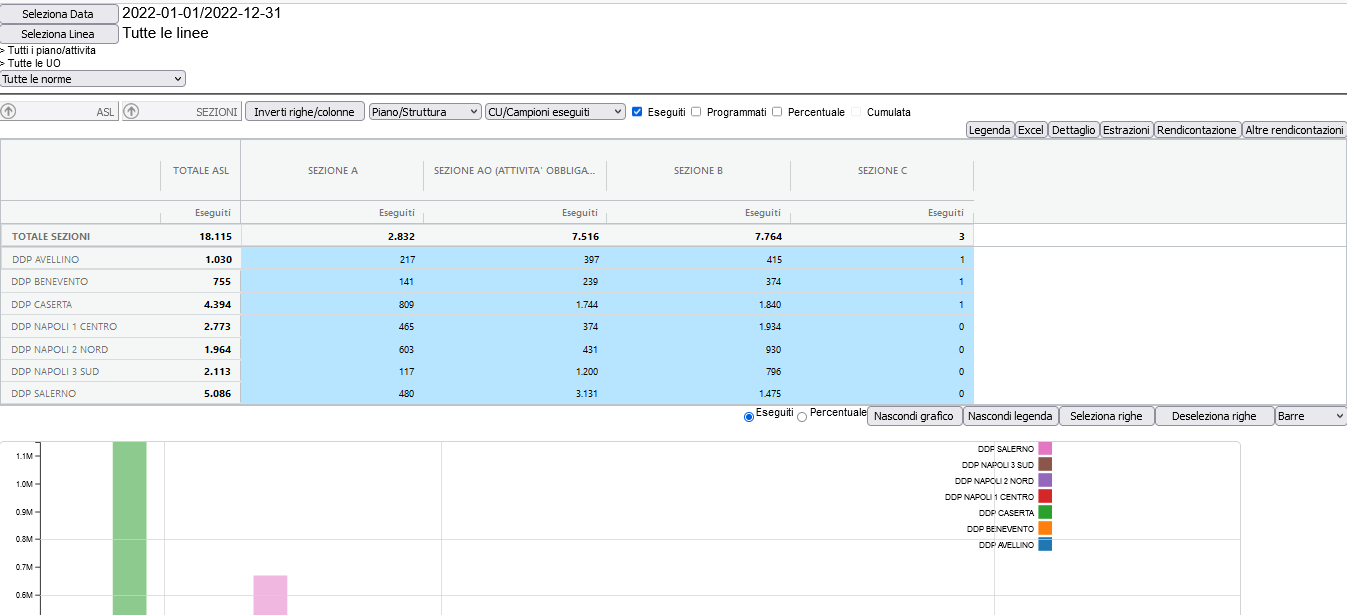 Seleziona Data 2022-01-01/2022-12-31
Seleziona Linea Tutte le linee
> Tutti i piano/attivita
> Tutte le UO
Tutte le norme
ASL SEZIONI Inverti righe/colonne Piano/Struttura CU/Campioni eseguiti Eseguiti Programmati Percentuale Cumulata
Legenda Excel Dettaglio Estrazioni Rendicontazione Altre rendicontazioni
TOTALE ASL SEZIONE A SEZIONE AO (ATTIVITA' OBBLIGA... SEZIONE B SEZIONE C
Eseguiti Eseguiti Eseguiti Eseguiti Eseguiti
TOTALE SEZIONI 18.115 2.832 7.516 7.764 3
DDP AVELLINO 1.030 217 397 415 1
DDP BENEVENTO 755 141 239 374 1
DDP CASERTA 4.394 809 1.744 1.840 1
DDP NAPOLI 1 CENTRO 2.773 465 374 1.934 0
DDP NAPOLI 2 NORD 1.964 603 431 930 0
DDP NAPOLI 3 SUD 2.113 117 1.200 796 0
DDP SALERNO 5.086 480 3.131 1.475 0
Eseguiti Percentuale Nascondi grafico Nascondi legenda Seleziona righe Deseleziona righe Barre
1.1M
1.0M
0.9M
0.8M
0.7M
0.6M
DDP SALERNO
DDP NAPOLI 3 SUD
DDP NAPOLI 2 NORD
DDP NAPOLI 1 CENTRO
DDP CASERTA
DDP BENEVENTO
DDP AVELLINO